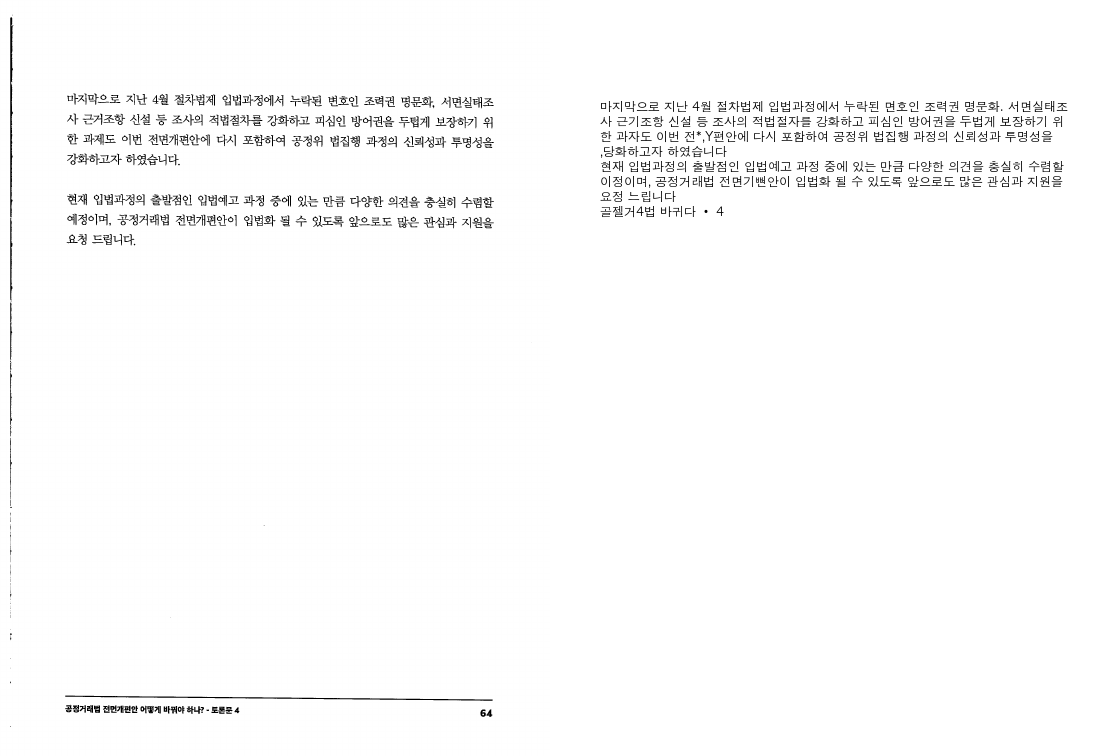 마지막으로 지난 4월 절차법제 입법과정에서 누락된 변호인 조력권 명문화, 서면실태조
사 근거조항 신설 등 조사의 적법절차를 강화하고 피심인 방어권을 두텁게 보장하기 위
한 과제도 이번 전면개편안에 다시 포함하여 공정위 법집행 과정의 신뢰성과 투명성을
강화하고자 하였습니다.
현재 입법과정의 출발점인 입법예고 과정 중에 있는 만큼 다양한 의견을 충실히 수렴할
예정이며, 공정거래법 전면개편안이 입법화 될 수 있도록 앞으로도 많은 관심과 지원을
요청 드립니다.
공정거래법 전면개편안 어떻게 바꿔야 하나? - 토론문 4
64
마지막으로 지난 4월 절차법제 입법과정에서 누락된 면호인 조력권 명문화. 서면실태조
사 근기조항 신설 등 조사의 적법절자를 강화하고 피심인 방어권을 두법게 보장하기 위
한 과자도 이번 전*,Y편안에 다시 포함하여 공정위 법집행 과정의 신뢰성과 투명성을
,당화하고자 하였습니다
현재 입법과정의 출발점인 입법예고 과정 중에 있는 만큼 다양한 의견을 충실히 수렴할
이정이며, 공정거래법 전면기뻰안이 입법화 될 수 있도록 앞으로도 많은 관심과 지원을
요정 느립니다
골젤거4법 바귀다 • 4